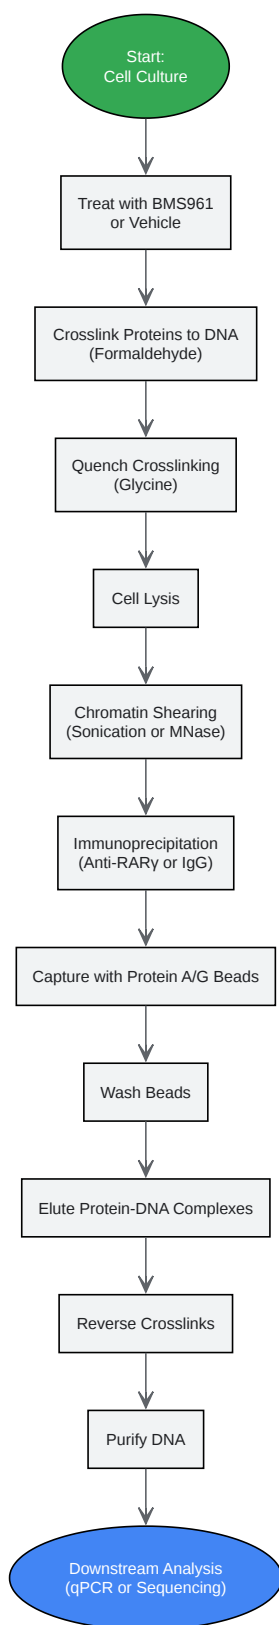 Start:
Cell Culture
Treat with BMS961
or Vehicle
Crosslink Proteins to DNA
(Formaldehyde)
Quench Crosslinking
(Glycine)
Cell Lysis
Chromatin Shearing
(Sonication or MNase)
Immunoprecipitation
(Anti-RARγ or IgG)
Capture with Protein A/G Beads
Wash Beads
Elute Protein-DNA Complexes
Reverse Crosslinks
Purify DNA
Downstream Analysis
(qPCR or Sequencing)